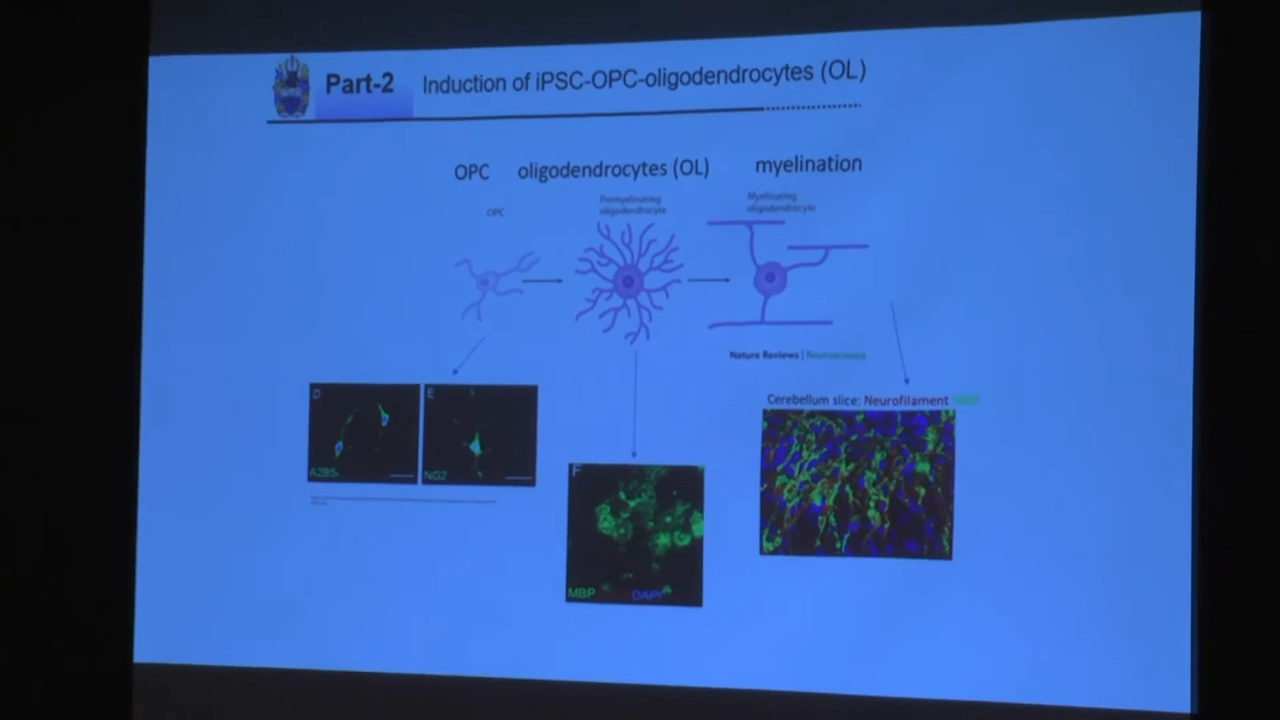 Part-2 Induction of iPSC-OPC-oligodendrocytes (OL)
OPC oligodendrocytes (OL) myelination
OPC
Premyelinating
oligodendrocyte
Myelinating
oligodendrocyte
Nature Reviews | Neuroscience
D
E
A2B5
NG2
Cerebellum slice: Neurofilament
F
MBP DAPI